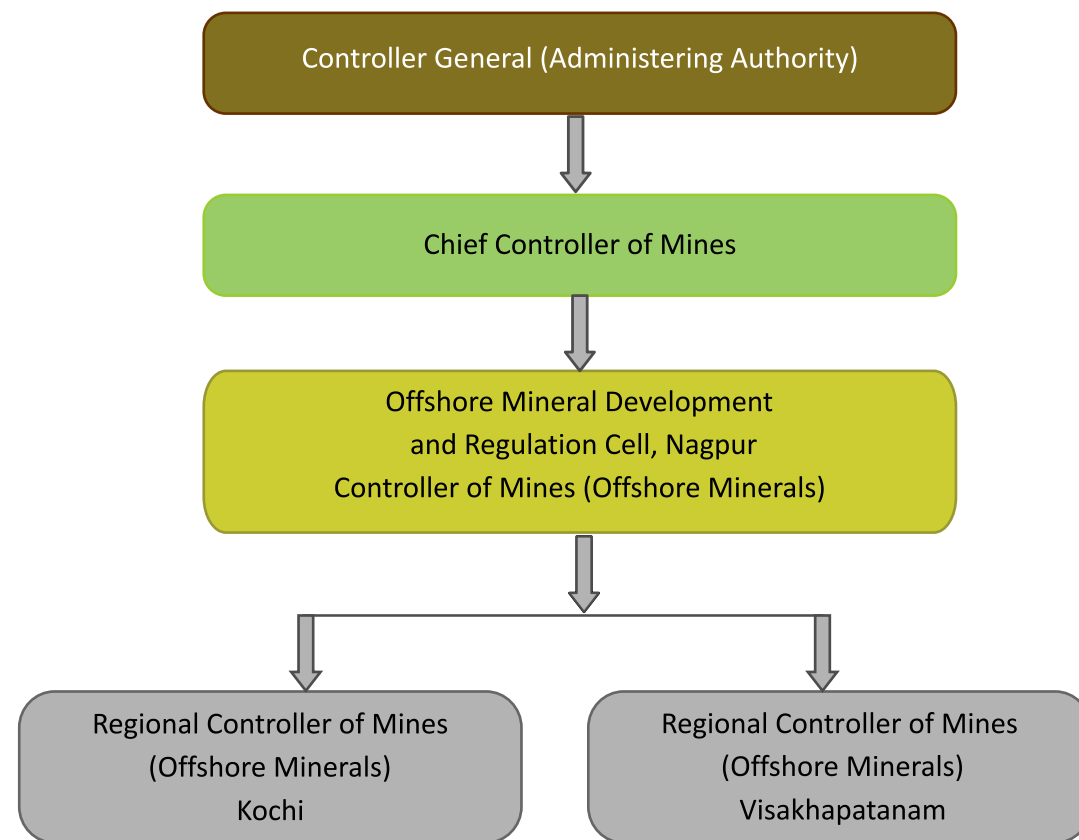 Controller General (Administering Authority)
Chief Controller of Mines
Offshore Mineral Development
and Regulation Cell, Nagpur
Controller of Mines (Offshore Minerals)
Regional Controller of Mines
(Offshore Minerals)
Kochi
Regional Controller of Mines
(Offshore Minerals)
Visakhapatanam